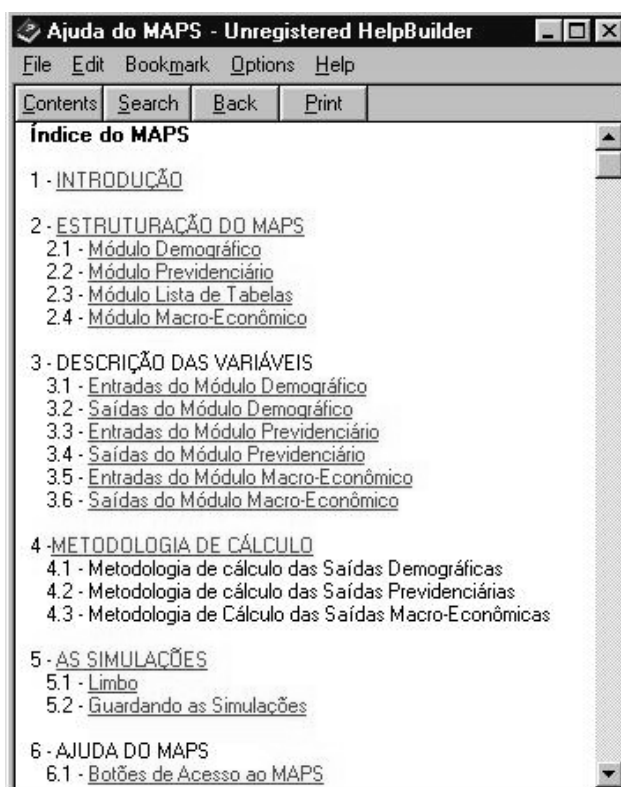 Ajuda do MAPS - Unregistered HelpBuilder
File Edit Bookmark Options Help
Contents Search Back Print
Índice do MAPS
1 - INTRODUÇÃO
2 - ESTRUTURAÇÃO DO MAPS
2.1 - Módulo Demográfico
2.2 - Módulo Previdenciário
2.3 - Módulo Lista de Tabelas
2.4 - Módulo Macro-Econômico
3 - DESCRIÇÃO DAS VARIÁVEIS
3.1 - Entradas do Módulo Demográfico
3.2 - Saídas do Módulo Demográfico
3.3 - Entradas do Módulo Previdenciário
3.4 - Saídas do Módulo Previdenciário
3.5 - Entradas do Módulo Macro-Econômico
3.6 - Saídas do Módulo Macro-Econômico
4 -METODOLOGIA DE CÁLCULO
4.1 - Metodologia de cálculo das Saídas Demográficas
4.2 - Metodologia de cálculo das Saídas Previdenciárias
4.3 - Metodologia de Cálculo das Saídas Macro-Econômicas
5 - AS SIMULAÇÕES
5.1 - Limbo
5.2 - Guardando as Simulações
6 - AJUDA DO MAPS
6.1 - Botões de Acesso ao MAPS